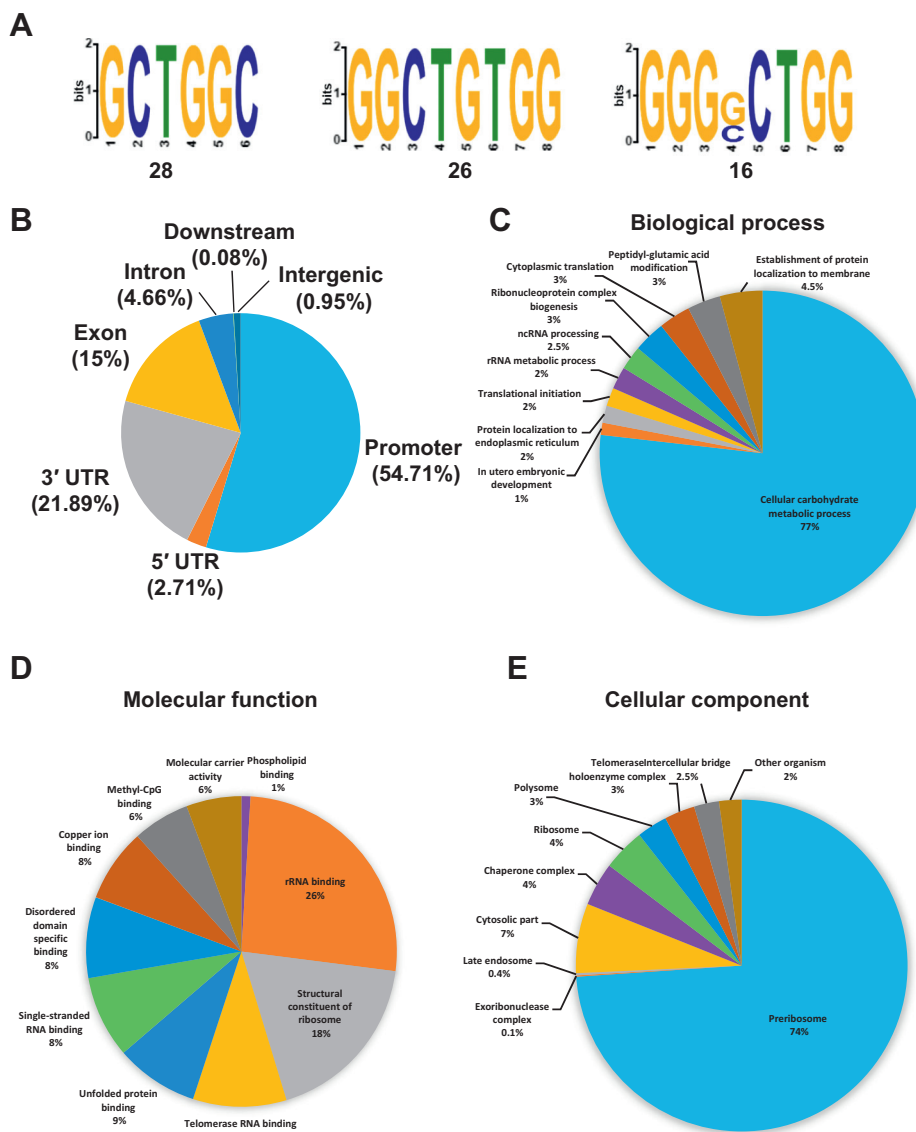 A
2
bits
1
0
GCTGGC
1 2 3 4 5 6
28
2
bits
1
0
GGCTGTGG
1 2 3 4 5 6 7 8
26
2
bits
1
0
GGGGCTGG
C
1 2 3 4 5 6 7 8
16
B
Downstream
(0.08%)
Intron
(4.66%)
Intergenic
(0.95%)
Exon
(15%)
Promoter
(54.71%)
3′ UTR
(21.89%)
5′ UTR
(2.71%)
C
Biological process
Peptidyl-glutamic acid
modification
3%
Establishment of protein
localization to membrane
4.5%
Cytoplasmic translation
3%
Ribonucleoprotein complex
biogenesis
3%
ncRNA processing
2.5%
rRNA metabolic process
2%
Translational initiation
2%
Protein localization to
endoplasmic reticulum
2%
In utero embryonic
development
1%
Cellular carbohydrate
metabolic process
77%
D
Molecular function
Molecular carrier
activity
6%
Phospholipid
binding
1%
Methyl-CpG
binding
6%
Copper ion
binding
8%
rRNA binding
26%
Disordered
domain
specific
binding
8%
Structural
constituent of
ribosome
18%
Single-stranded
RNA binding
8%
Unfolded protein
binding
9%
Telomerase RNA binding
E
Cellular component
Telomerase
holoenzyme complex
3%
Intercellular bridge
2.5%
Other organism
2%
Polysome
3%
Ribosome
4%
Chaperone complex
4%
Cytosolic part
7%
Late endosome
0.4%
Exoribonuclease
complex
0.1%
Preribosome
74%